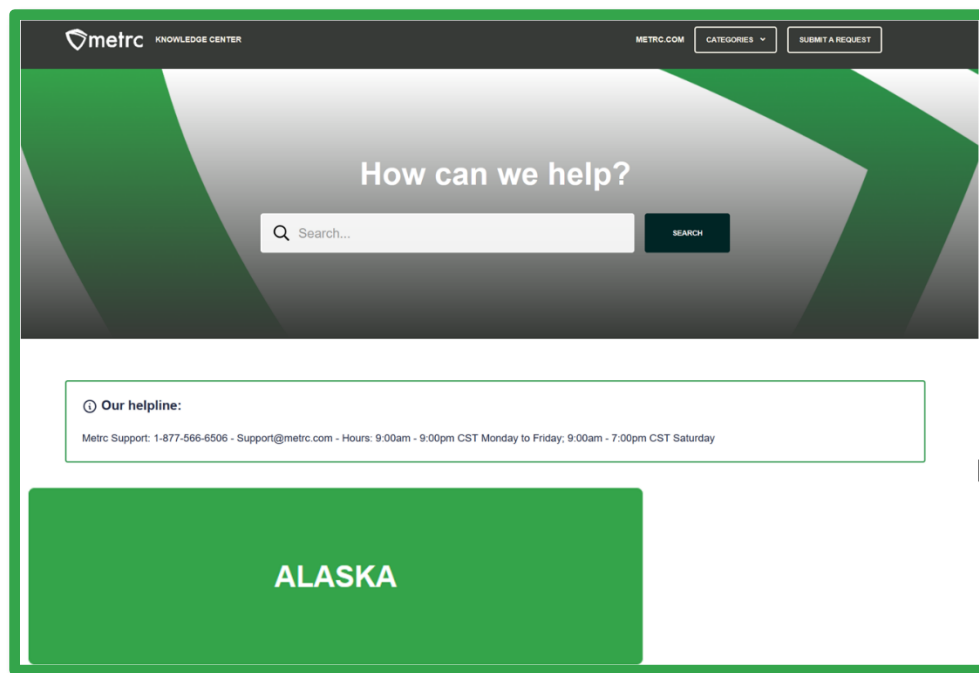 metrc KNOWLEDGE CENTER METRC.COM CATEGORIES SUBMIT A REQUEST
How can we help?
Search... SEARCH
Our helpline:
Metrc Support: 1-877-566-6506 - Support@metrc.com - Hours: 9:00am - 9:00pm CST Monday to Friday; 9:00am - 7:00pm CST Saturday
ALASKA